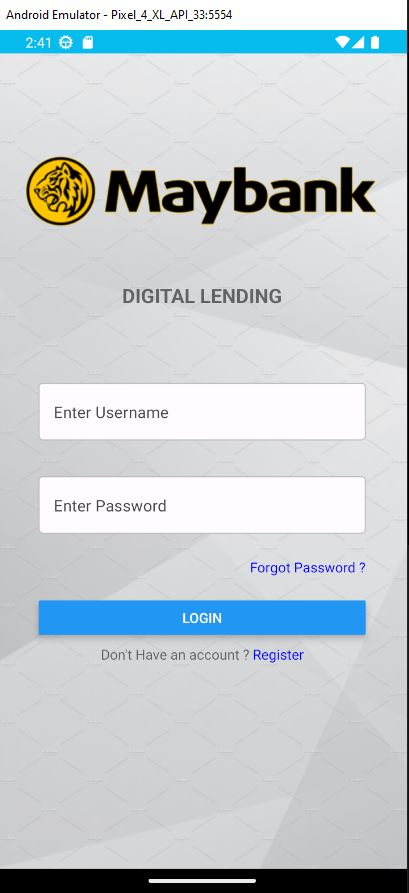 Android Emulator - Pixel_4_XL_API_33:5554
2:41
Maybank
DIGITAL LENDING
Enter Username
Enter Password
Forgot Password ?
LOGIN
Don't Have an account ? Register